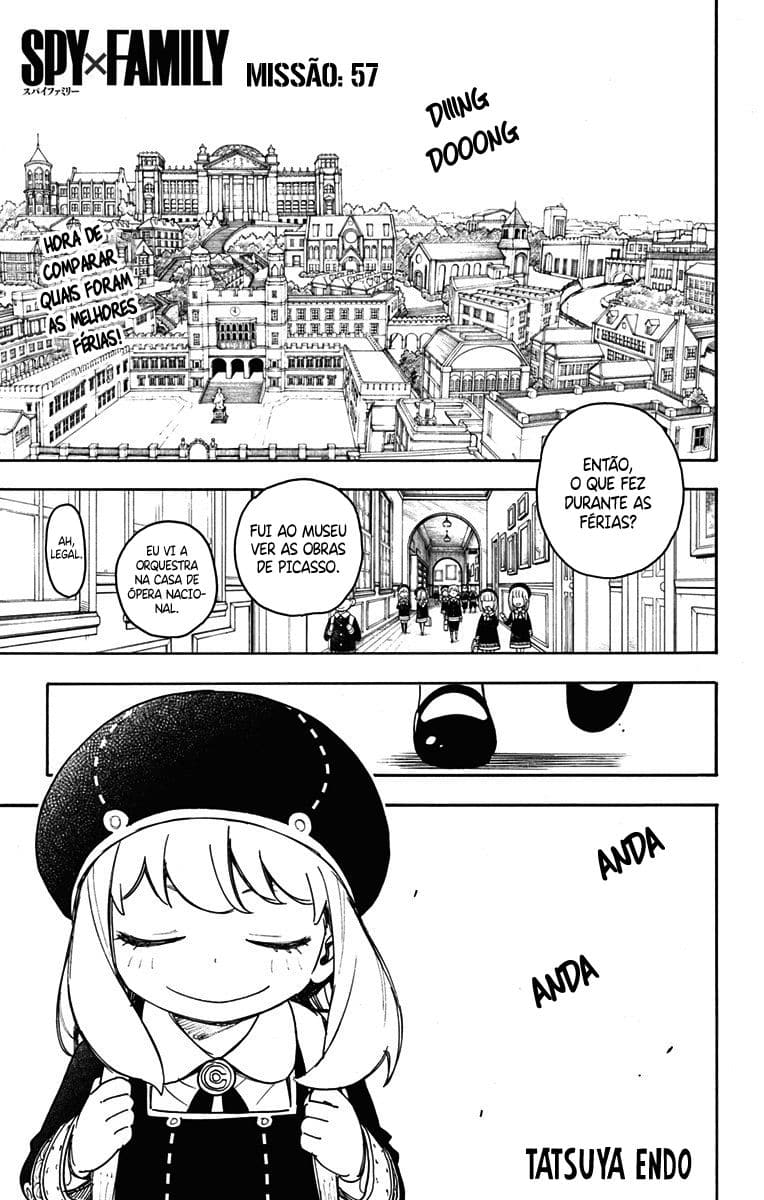 SPY×FAMILY
スパイファミリー
MISSÃO: 57
DIIING
DOOONG
HORA DE
COMPARAR
QUAIS FORAM
AS MELHORES
FÉRIAS!
ENTÃO,
O QUE FEZ
DURANTE AS
FÉRIAS?
FUI AO MUSEU
VER AS OBRAS
DE PICASSO.
EU VI A
ORQUESTRA
NA CASA DE
ÓPERA NACIO-
NAL.
AH,
LEGAL.
ANDA
ANDA
TATSUYA ENDO